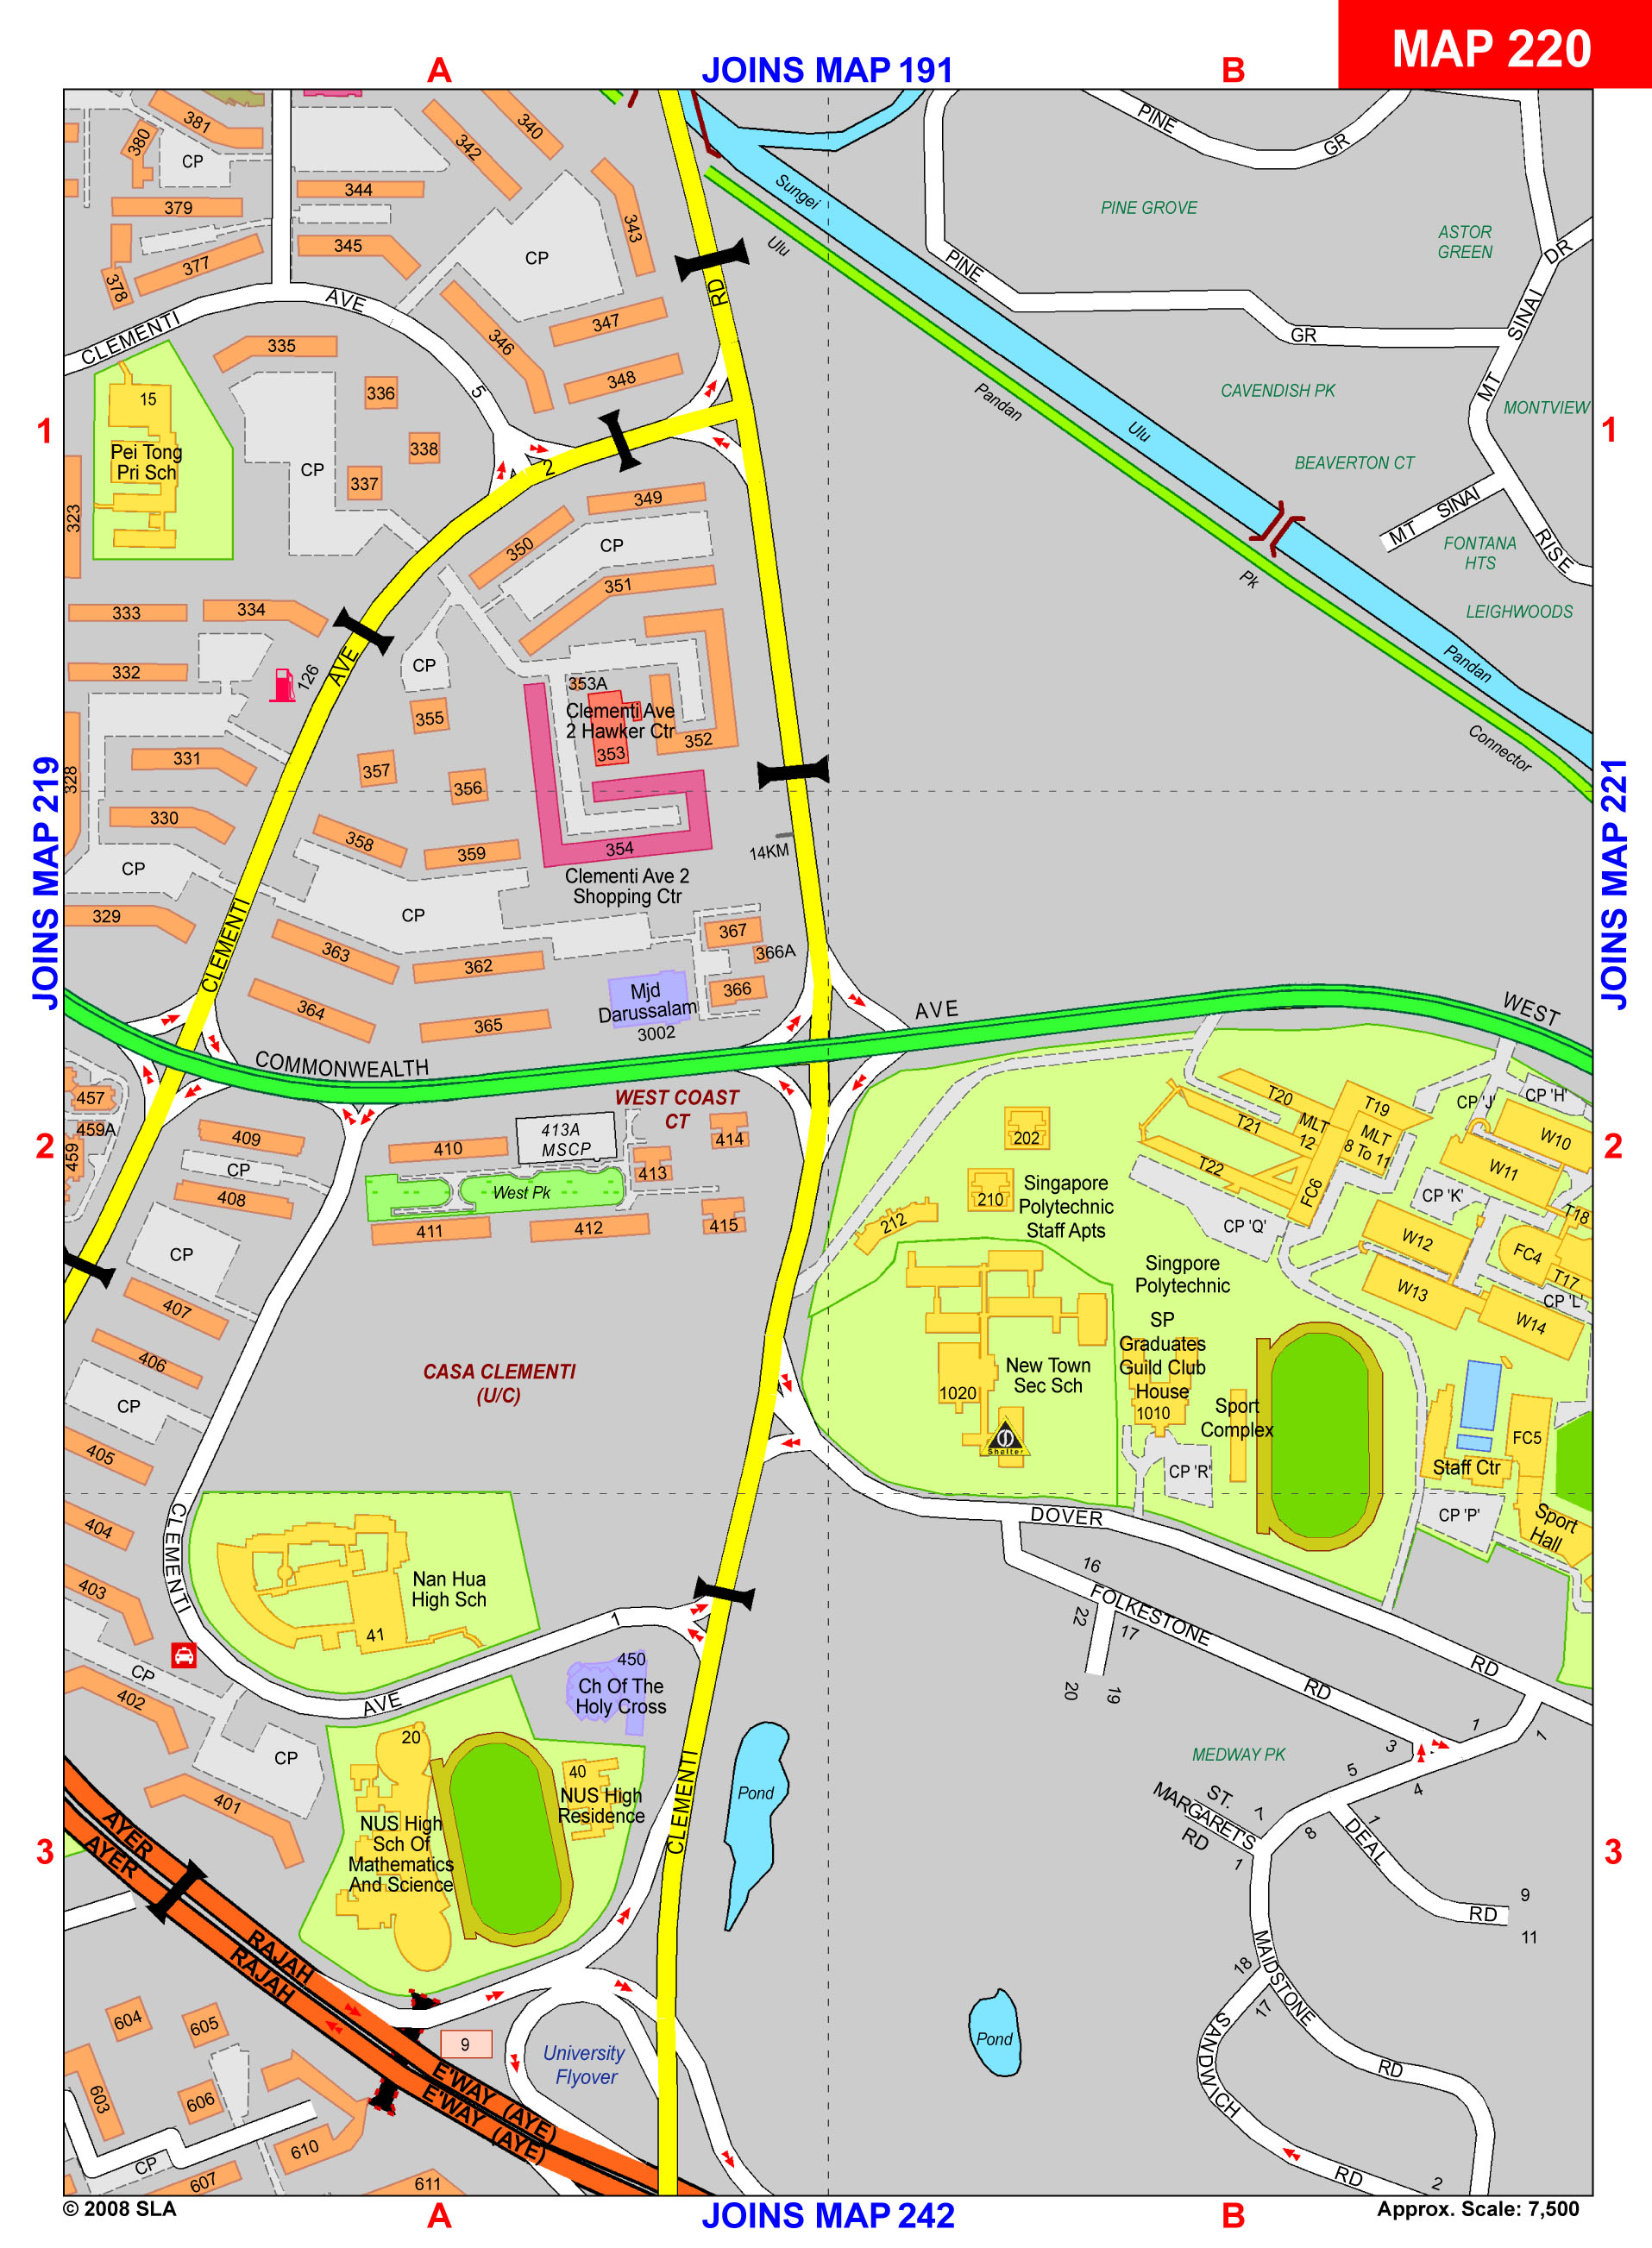 MAP 220
A
JOINS MAP 191
B
381
380
CP
342
340
344
379
343
345
CP
377
378
RD
347
346
348
CLEMENTI
AVE
5
335
336
15
Pei Tong
Pri Sch
338
337
CP
2
323
349
350
CP
351
333
334
332
126
AVE
CP
353A
Clementi Ave
2 Hawker Ctr
353
352
355
331
357
356
328
330
358
359
354
14KM
CP
Clementi Ave 2
Shopping Ctr
CP
329
CLEMENTI
363
362
367
366A
366
364
365
Mjd
Darussalam
3002
Sungei
Ulu
Pandan
Ulu
Pk
Pandan
Connector
PINE
GR
PINE GROVE
ASTOR
GREEN
PINE
GR
DR
SINAI
MT
CAVENDISH PK
MONTVIEW
BEAVERTON CT
MT SINAI
FONTANA
HTS
RISE
LEIGHWOODS
1
1
JOINS MAP 219
JOINS MAP 221
COMMONWEALTH
AVE
WEST
WEST COAST
CT
457
459A
459
409
CP
408
410
413A
MSCP
414
413
West Pk
411
412
415
CP
407
406
CP
405
CASA CLEMENTI
(U/C)
2
2
202
210
212
Singapore
Polytechnic
Staff Apts
T20
T21
T22
MLT
12
T19
MLT
8 To 11
FC6
CP 'J'
CP 'H'
W10
W11
CP 'K'
T18
CP 'Q'
W12
FC4
T17
W13
CP 'L'
W14
Singpore
Polytechnic
SP
Graduates
Guild Club
House
1010
New Town
Sec Sch
1020
Shelter
Sport
Complex
CP 'R'
Staff Ctr
FC5
CP 'P'
Sport
Hall
404
CLEMENTI
403
Nan Hua
High Sch
41
1
AVE
CP
402
CP
401
450
Ch Of The
Holy Cross
20
40
NUS High
Residence
NUS High
Sch Of
Mathematics
And Science
CLEMENTI
Pond
DOVER
RD
16
FOLKESTONE
RD
22
17
20
19
3
1
1
MEDWAY PK
5
4
ST.
MARGARET'S
RD
7
8
1
1
DEAL
RD
9
11
3
3
AYER
AYER
RAJAH
RAJAH
E'WAY (AYE)
E'WAY (AYE)
9
University
Flyover
Pond
18
17
MAIDSTONE
RD
SANDWICH
RD
2
604
605
603
606
610
CP
607
611
© 2008 SLA
A
JOINS MAP 242
B
Approx. Scale: 7,500